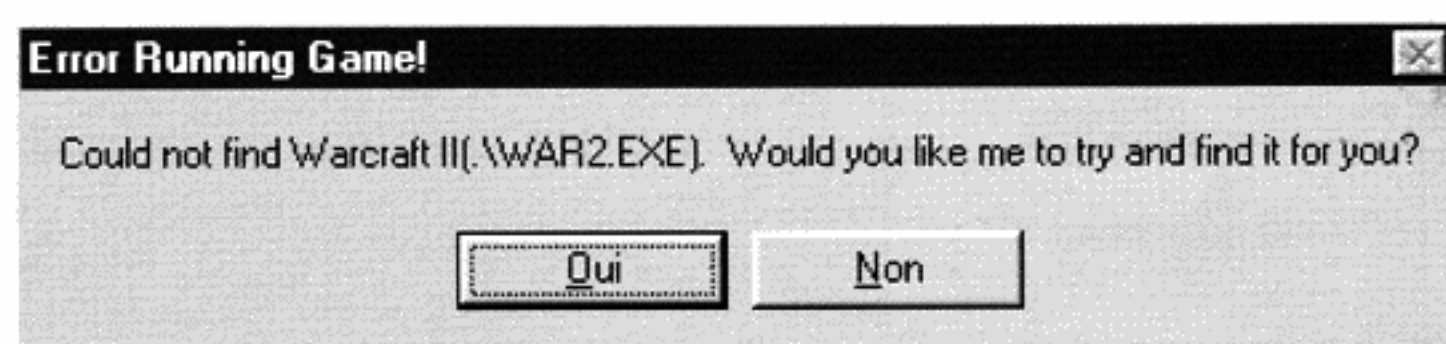 Error Running Game!
Could not find Warcraft II(.\WAR2.EXE).  Would you like me to try and find it for you?
Oui
Non